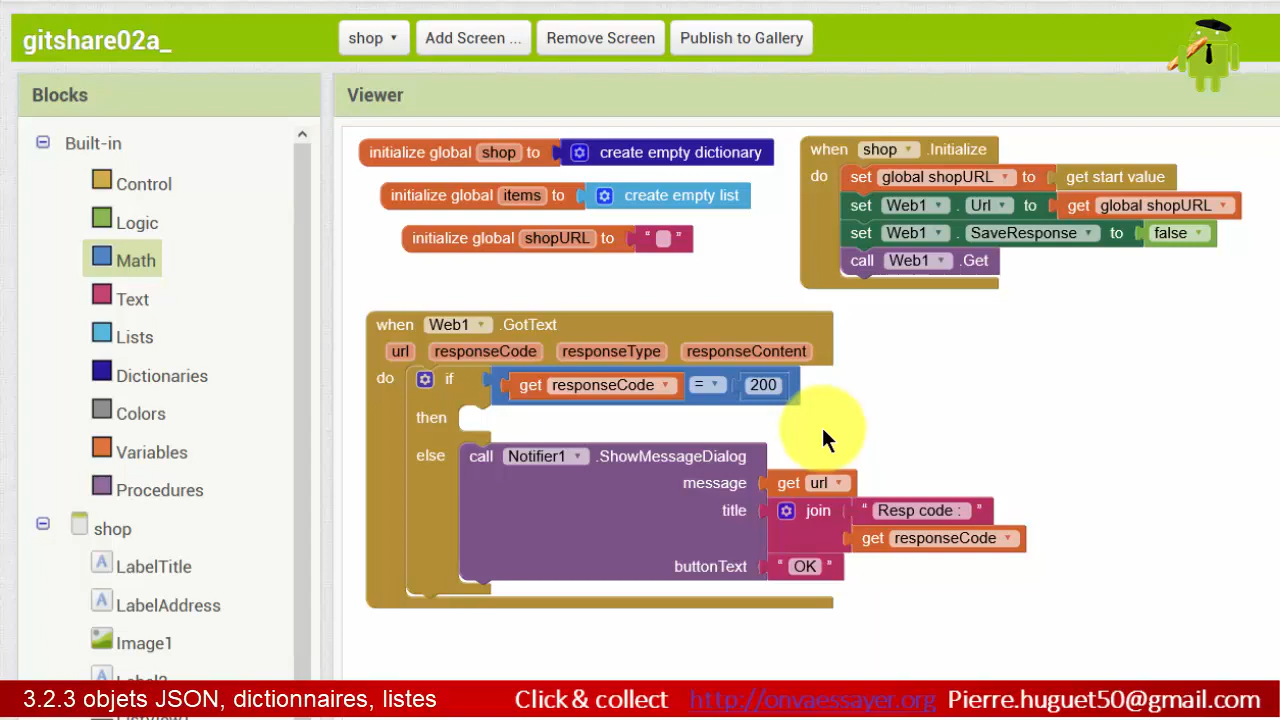 gitshare02a_
shop ▾ Add Screen ... Remove Screen Publish to Gallery
Blocks
Viewer
Built-in
Control
Logic
Math
Text
Lists
Dictionaries
Colors
Variables
Procedures
shop
LabelTitle
LabelAddress
Image1
initialize global shop to create empty dictionary
initialize global items to create empty list
initialize global shopURL to " "
when shop .Initialize
do set global shopURL to get start value
set Web1 . Url to get global shopURL
set Web1 . SaveResponse to false
call Web1 .Get
when Web1 .GotText
url responseCode responseType responseContent
do if get responseCode = 200
then
else call Notifier1 .ShowMessageDialog
message get url
title join " Resp code : "
get responseCode
buttonText " OK "
3.2.3 objets JSON, dictionnaires, listes Click & collect http://onvaessayer.org Pierre.huguet50@gmail.com